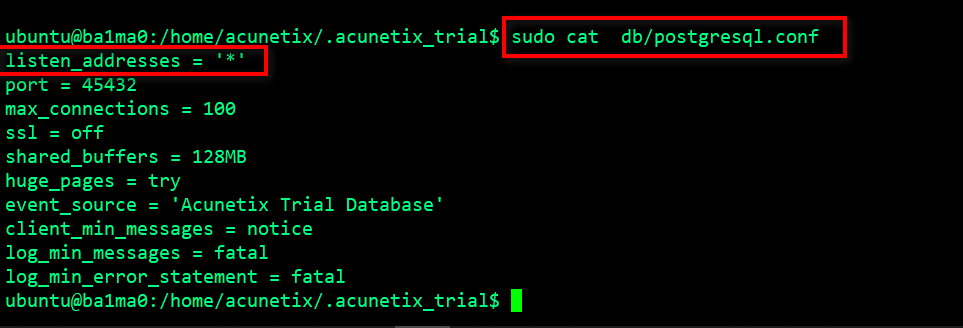 ubuntu@ba1ma0:/home/acunetix/.acunetix_trial$ sudo cat  db/postgresql.conf
listen_addresses = '*'
port = 45432
max_connections = 100
ssl = off
shared_buffers = 128MB
huge_pages = try
event_source = 'Acunetix Trial Database'
client_min_messages = notice
log_min_messages = fatal
log_min_error_statement = fatal
ubuntu@ba1ma0:/home/acunetix/.acunetix_trial$